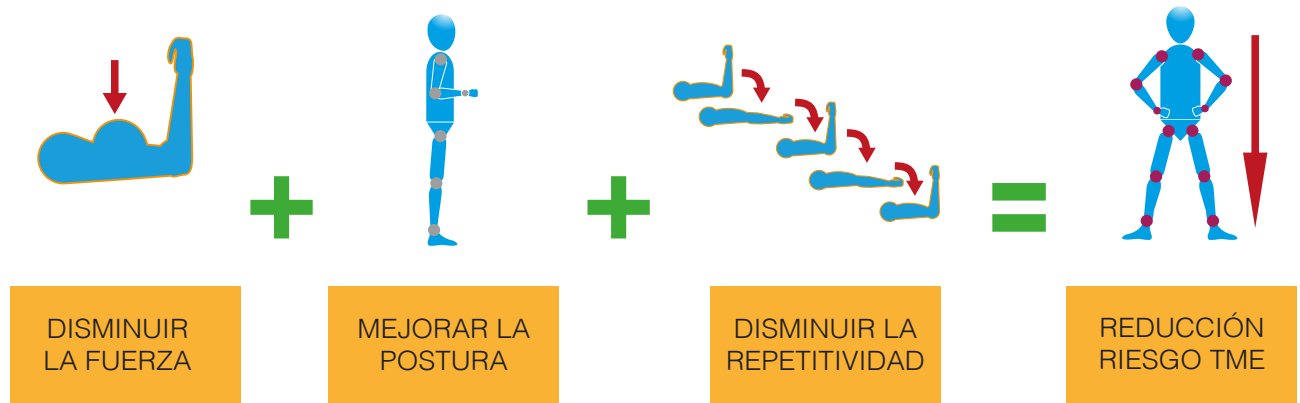 DISMINUIR
LA FUERZA
MEJORAR LA
POSTURA
DISMINUIR LA
REPETITIVIDAD
REDUCCIÓN
RIESGO TME